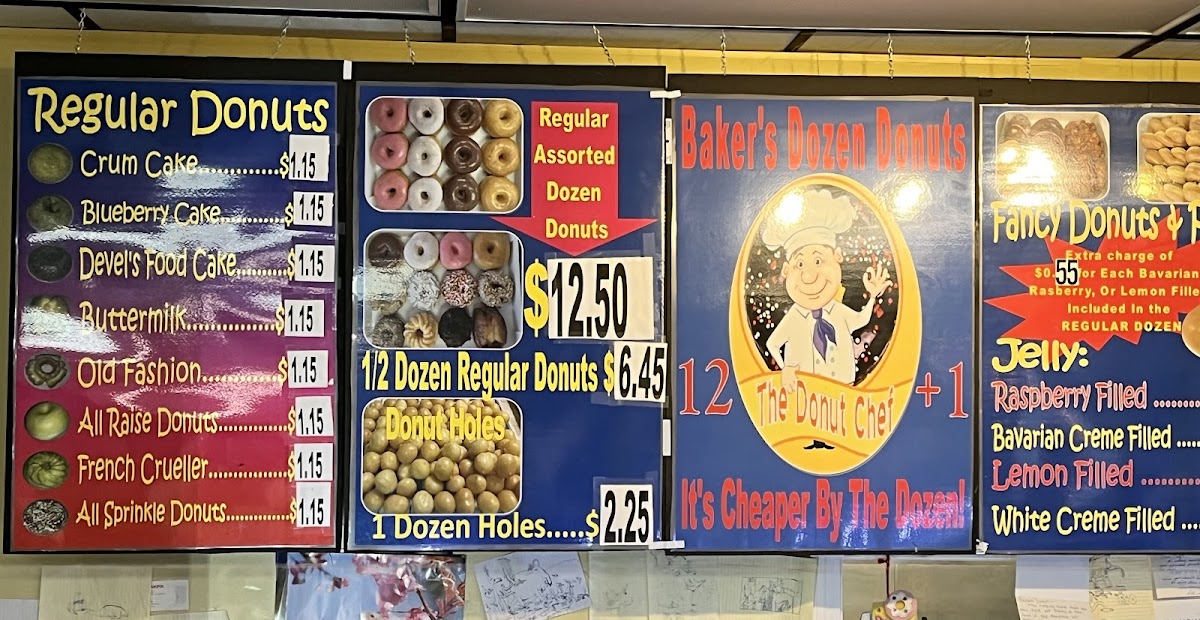 Regular Donuts
Crum Cake..............$1.15
Blueberry Cake...........$1.15
Devel's Food Cake.........$1.15
Buttermilk...............$1.15
Old Fashion..............$1.15
All Raise Donuts............$1.15
French Crueller..............$1.15
All Sprinkle Donuts............$1.15
Regular
Assorted
Dozen
Donuts
$12.50
1/2 Dozen Regular Donuts $6.45
Donut Holes
1 Dozen Holes.....$2.25
Baker's Dozen Donuts
12 The Donut Chef +1
It's Cheaper By The Dozen!
Fancy Donuts &
Extra charge of
$0.55 for Each Bavarian
Rasberry, Or Lemon Fille
Included In the
REGULAR DOZEN
Jelly:
Raspberry Filled ........
Bavarian Creme Filled ....
Lemon Filled .........
White Creme Filled ...